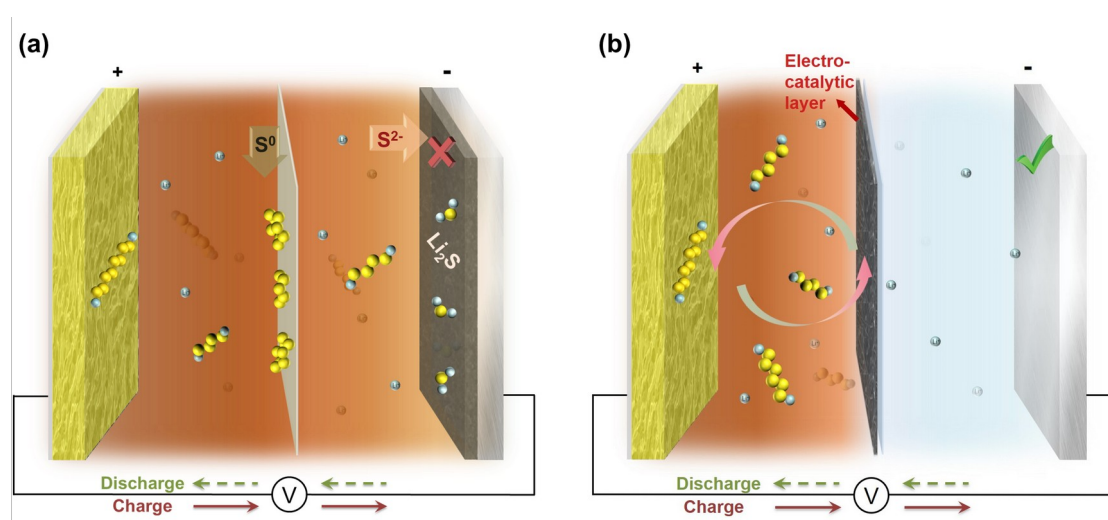 (a)
+
-
S⁰
S²⁻
Li₂S
Discharge
Charge
V
(b)
+
-
Electro-
catalytic
layer
Discharge
Charge
V